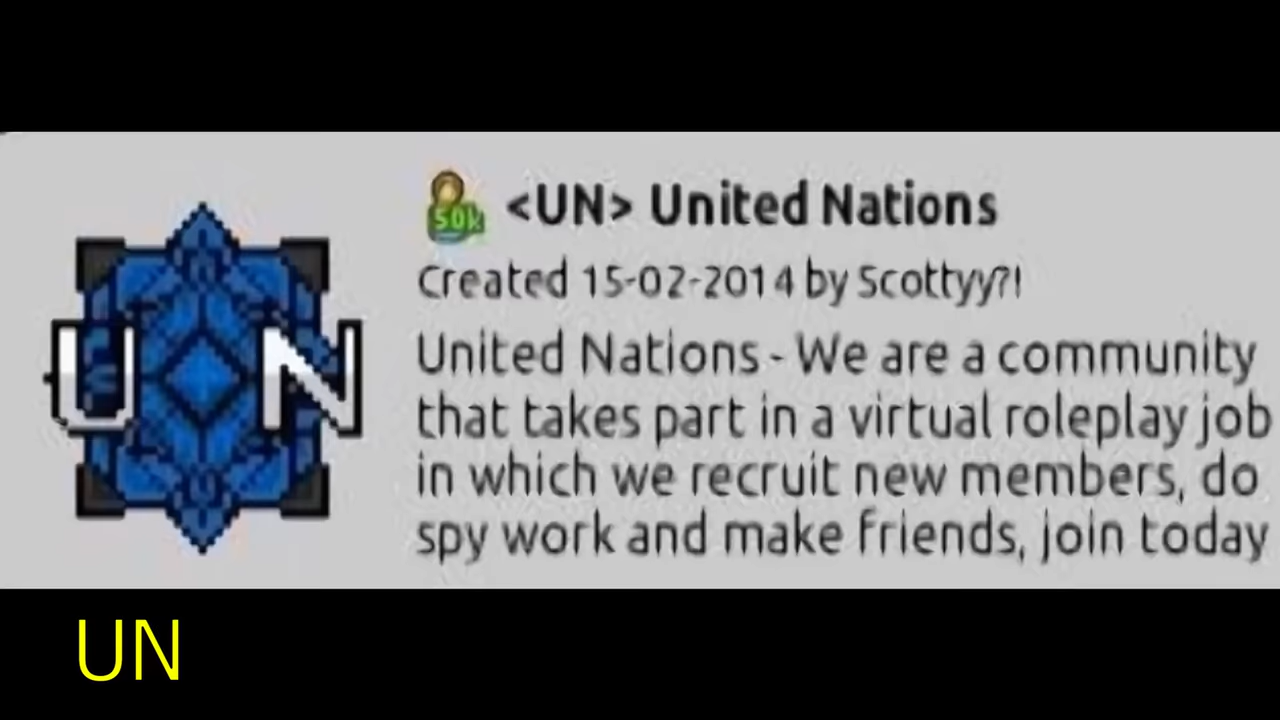 U N
50k
<UN> United Nations
Created 15-02-2014 by Scottyy?!
United Nations - We are a community
that takes part in a virtual roleplay job
in which we recruit new members, do
spy work and make friends, join today
UN